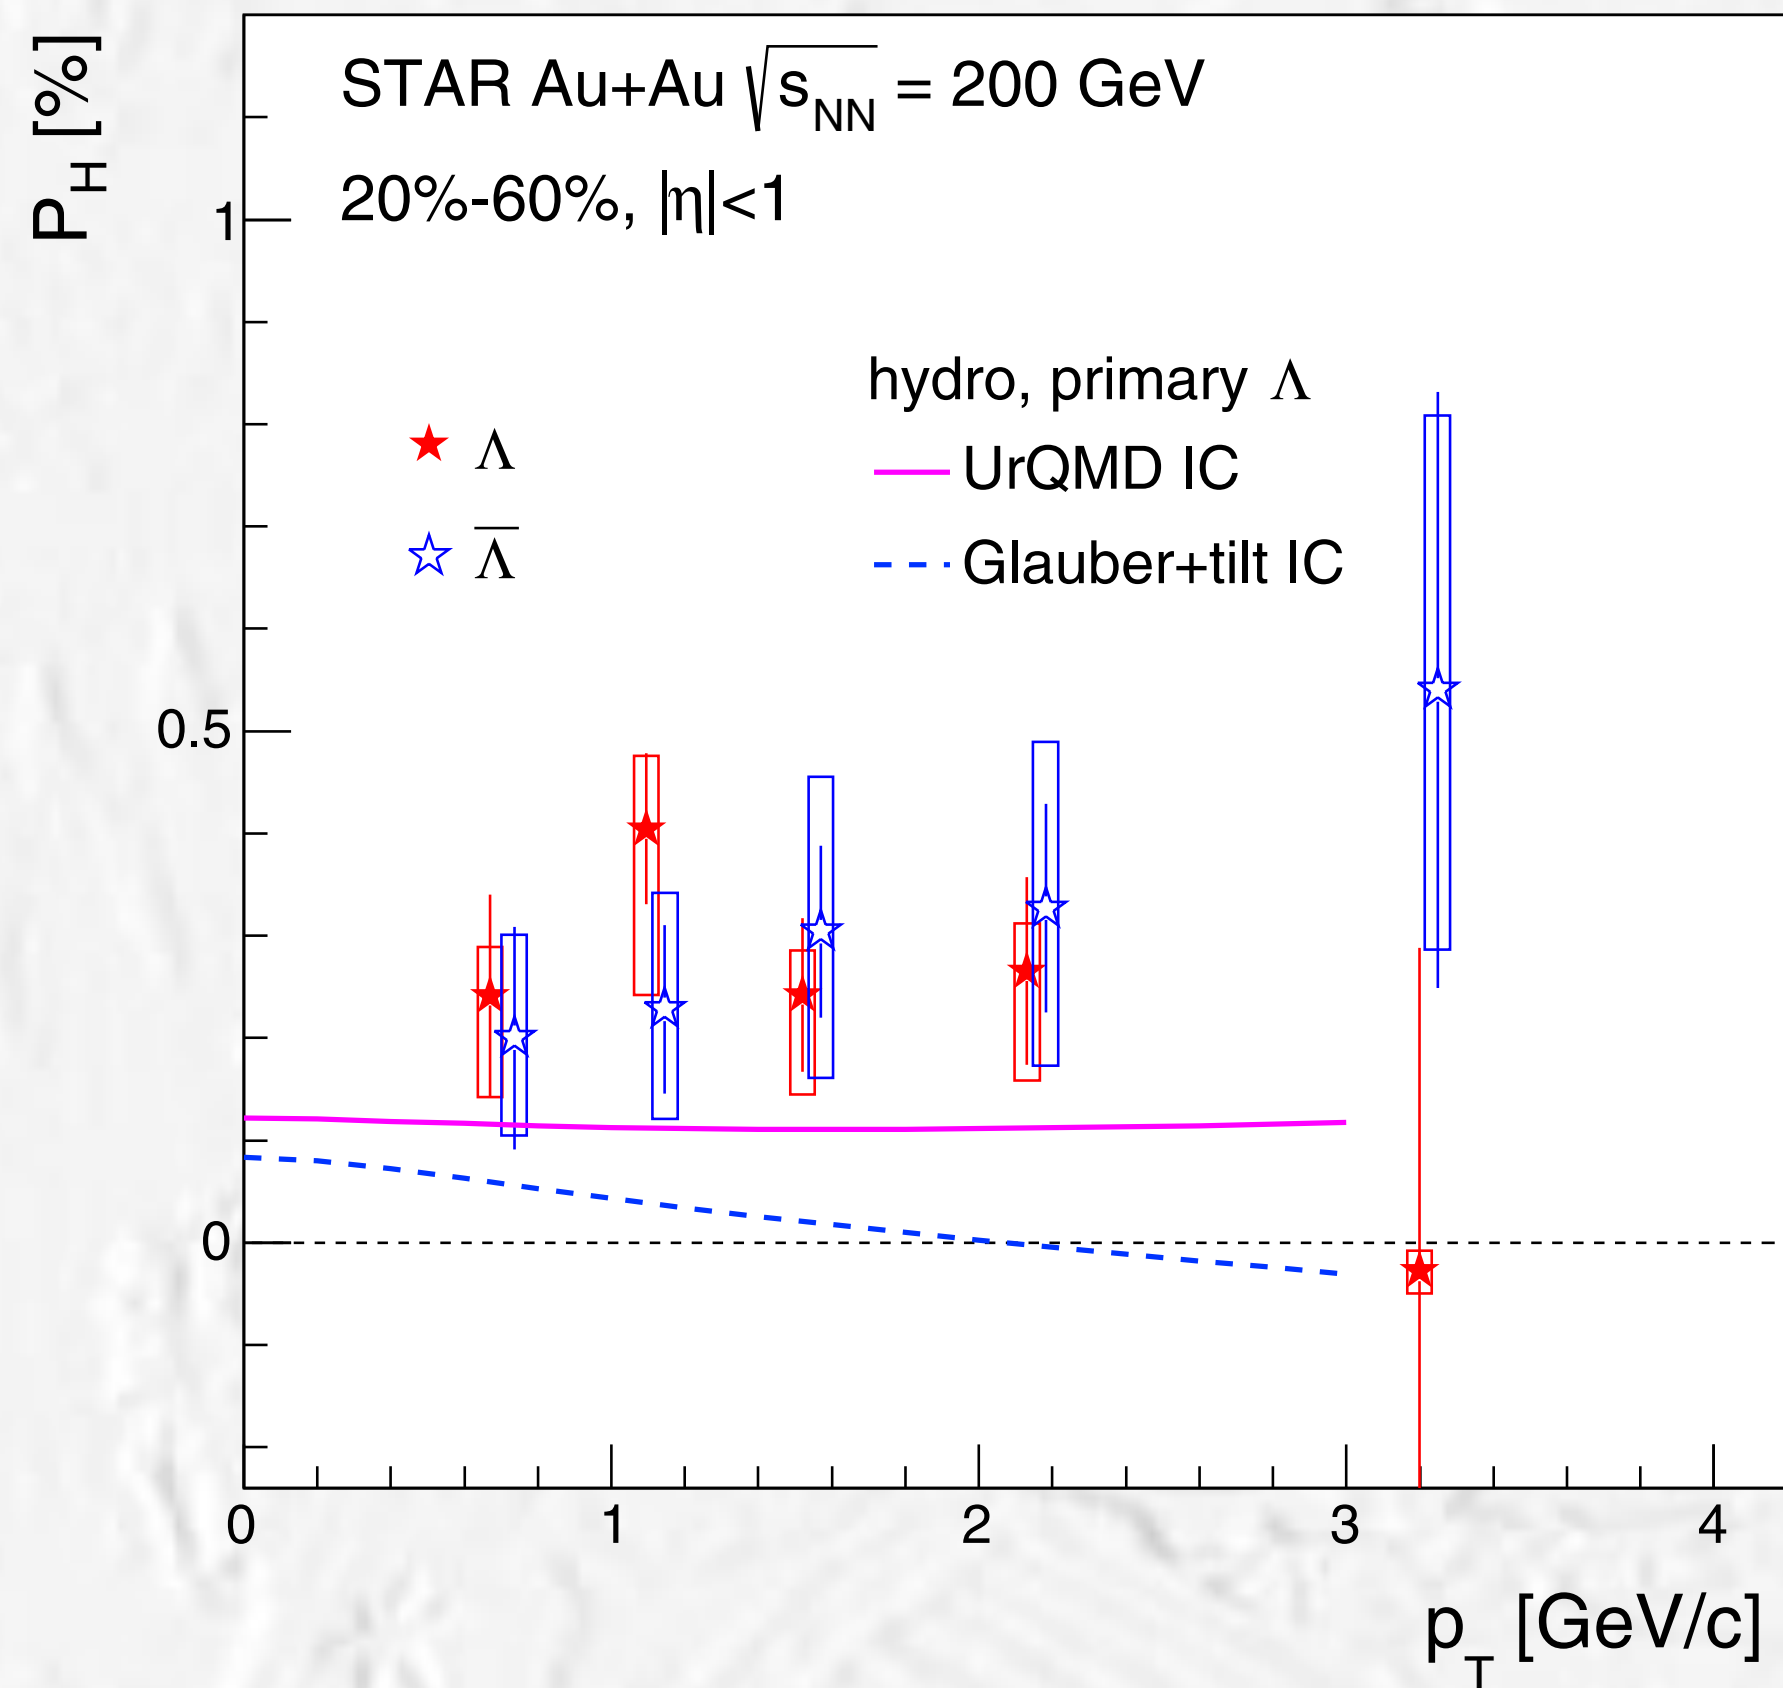 P_H [%]
STAR Au+Au √s_NN = 200 GeV
20%-60%, |η|<1
1
hydro, primary Λ
Λ
UrQMD IC
Λ̅
Glauber+tilt IC
0.5
0
0 1 2 3 4
p_T [GeV/c]